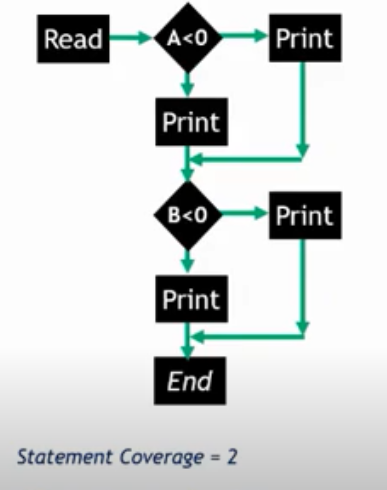 Read
A<0
Print
Print
B<0
Print
Print
End
Statement Coverage = 2